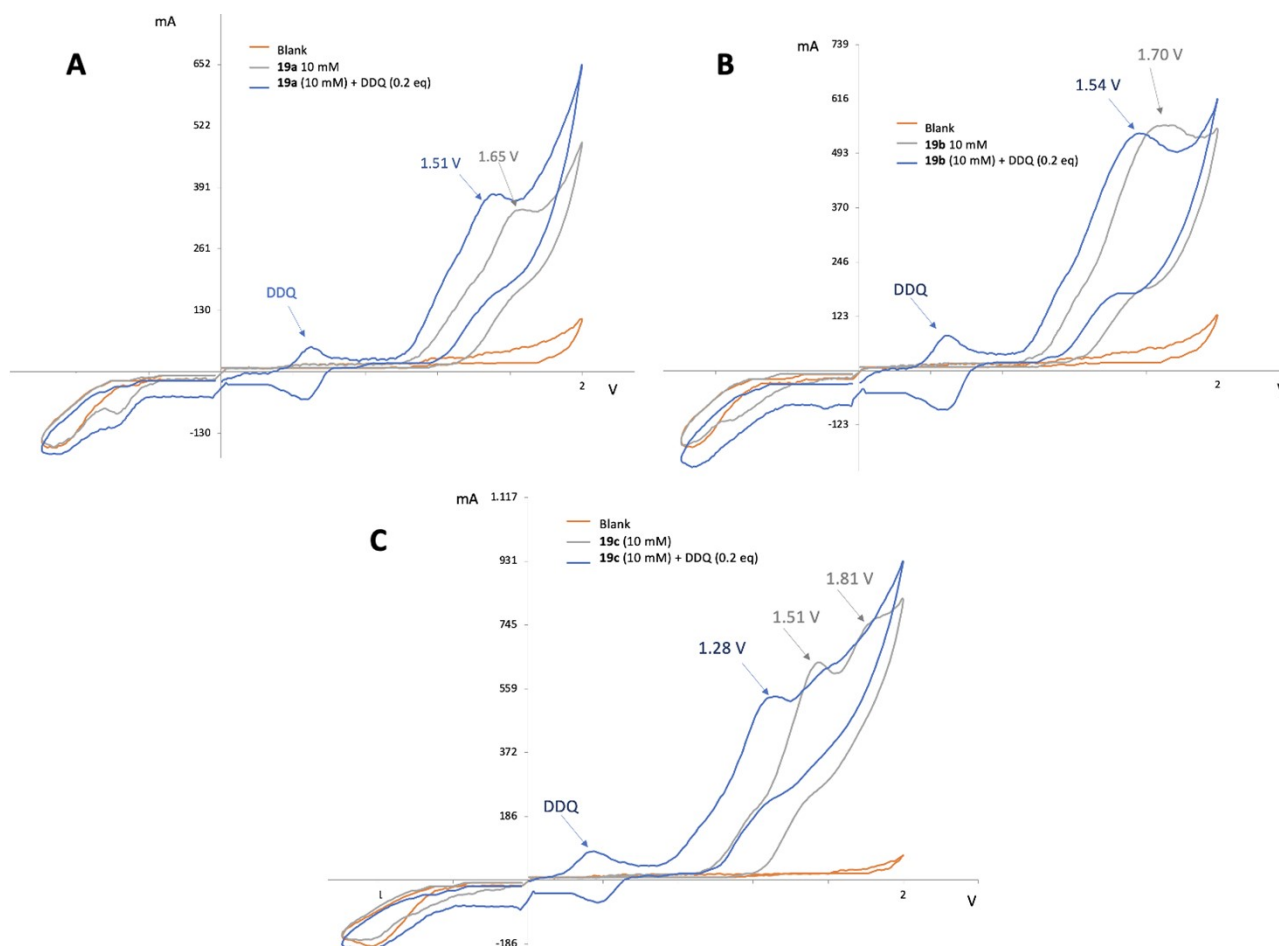 mA
A
Blank
19a 10 mM
19a (10 mM) + DDQ (0.2 eq)
652
522
391
261
130
-130
1.51 V
1.65 V
DDQ
2
V
mA
B
739
616
493
370
246
123
-123
1.70 V
1.54 V
Blank
19b 10 mM
19b (10 mM) + DDQ (0.2 eq)
DDQ
2
mA
C
1.117
931
745
559
372
186
-186
Blank
19c (10 mM)
19c (10 mM) + DDQ (0.2 eq)
1.81 V
1.51 V
1.28 V
DDQ
2
V